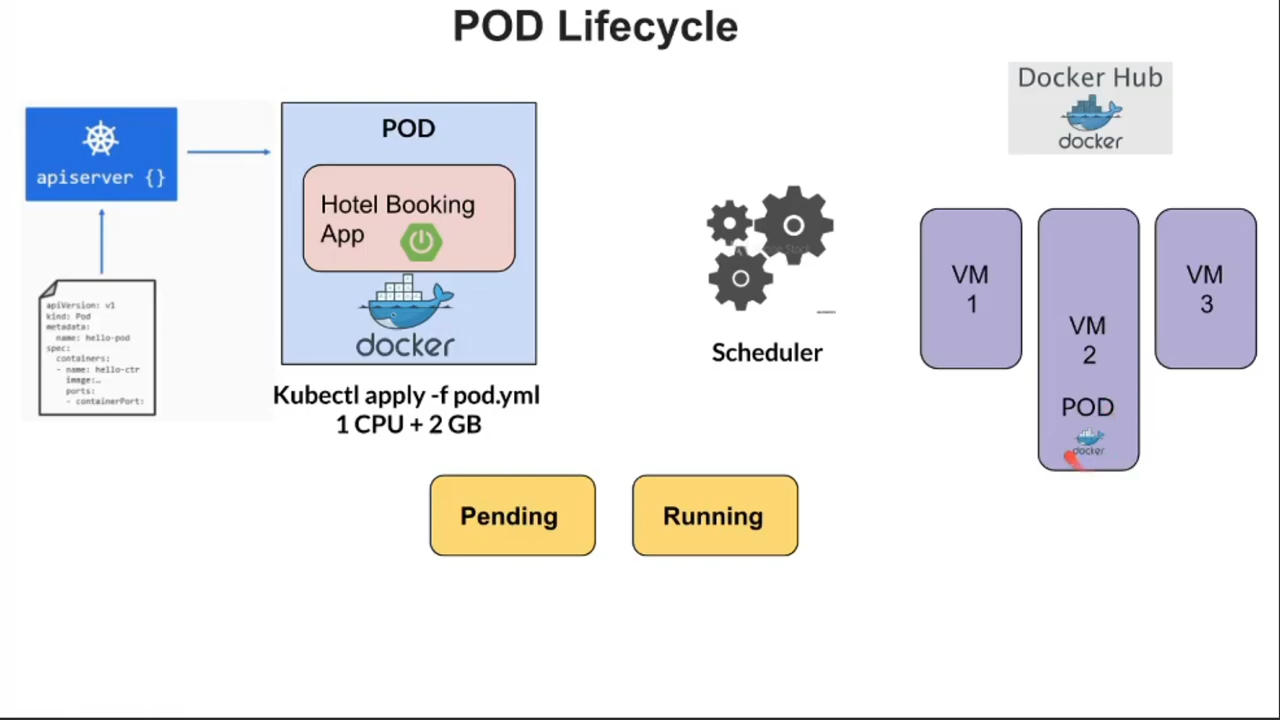 POD Lifecycle
apiserver {}
apiVersion: v1
kind: Pod
metadata:
name: hello-pod
spec:
containers:
- name: hello-ctr
image:…
ports:
- containerPort:
POD
Hotel Booking
App
docker
Kubectl apply -f pod.yml
1 CPU + 2 GB
Scheduler
Docker Hub
docker
VM
1
VM
2
POD
docker
VM
3
Pending
Running